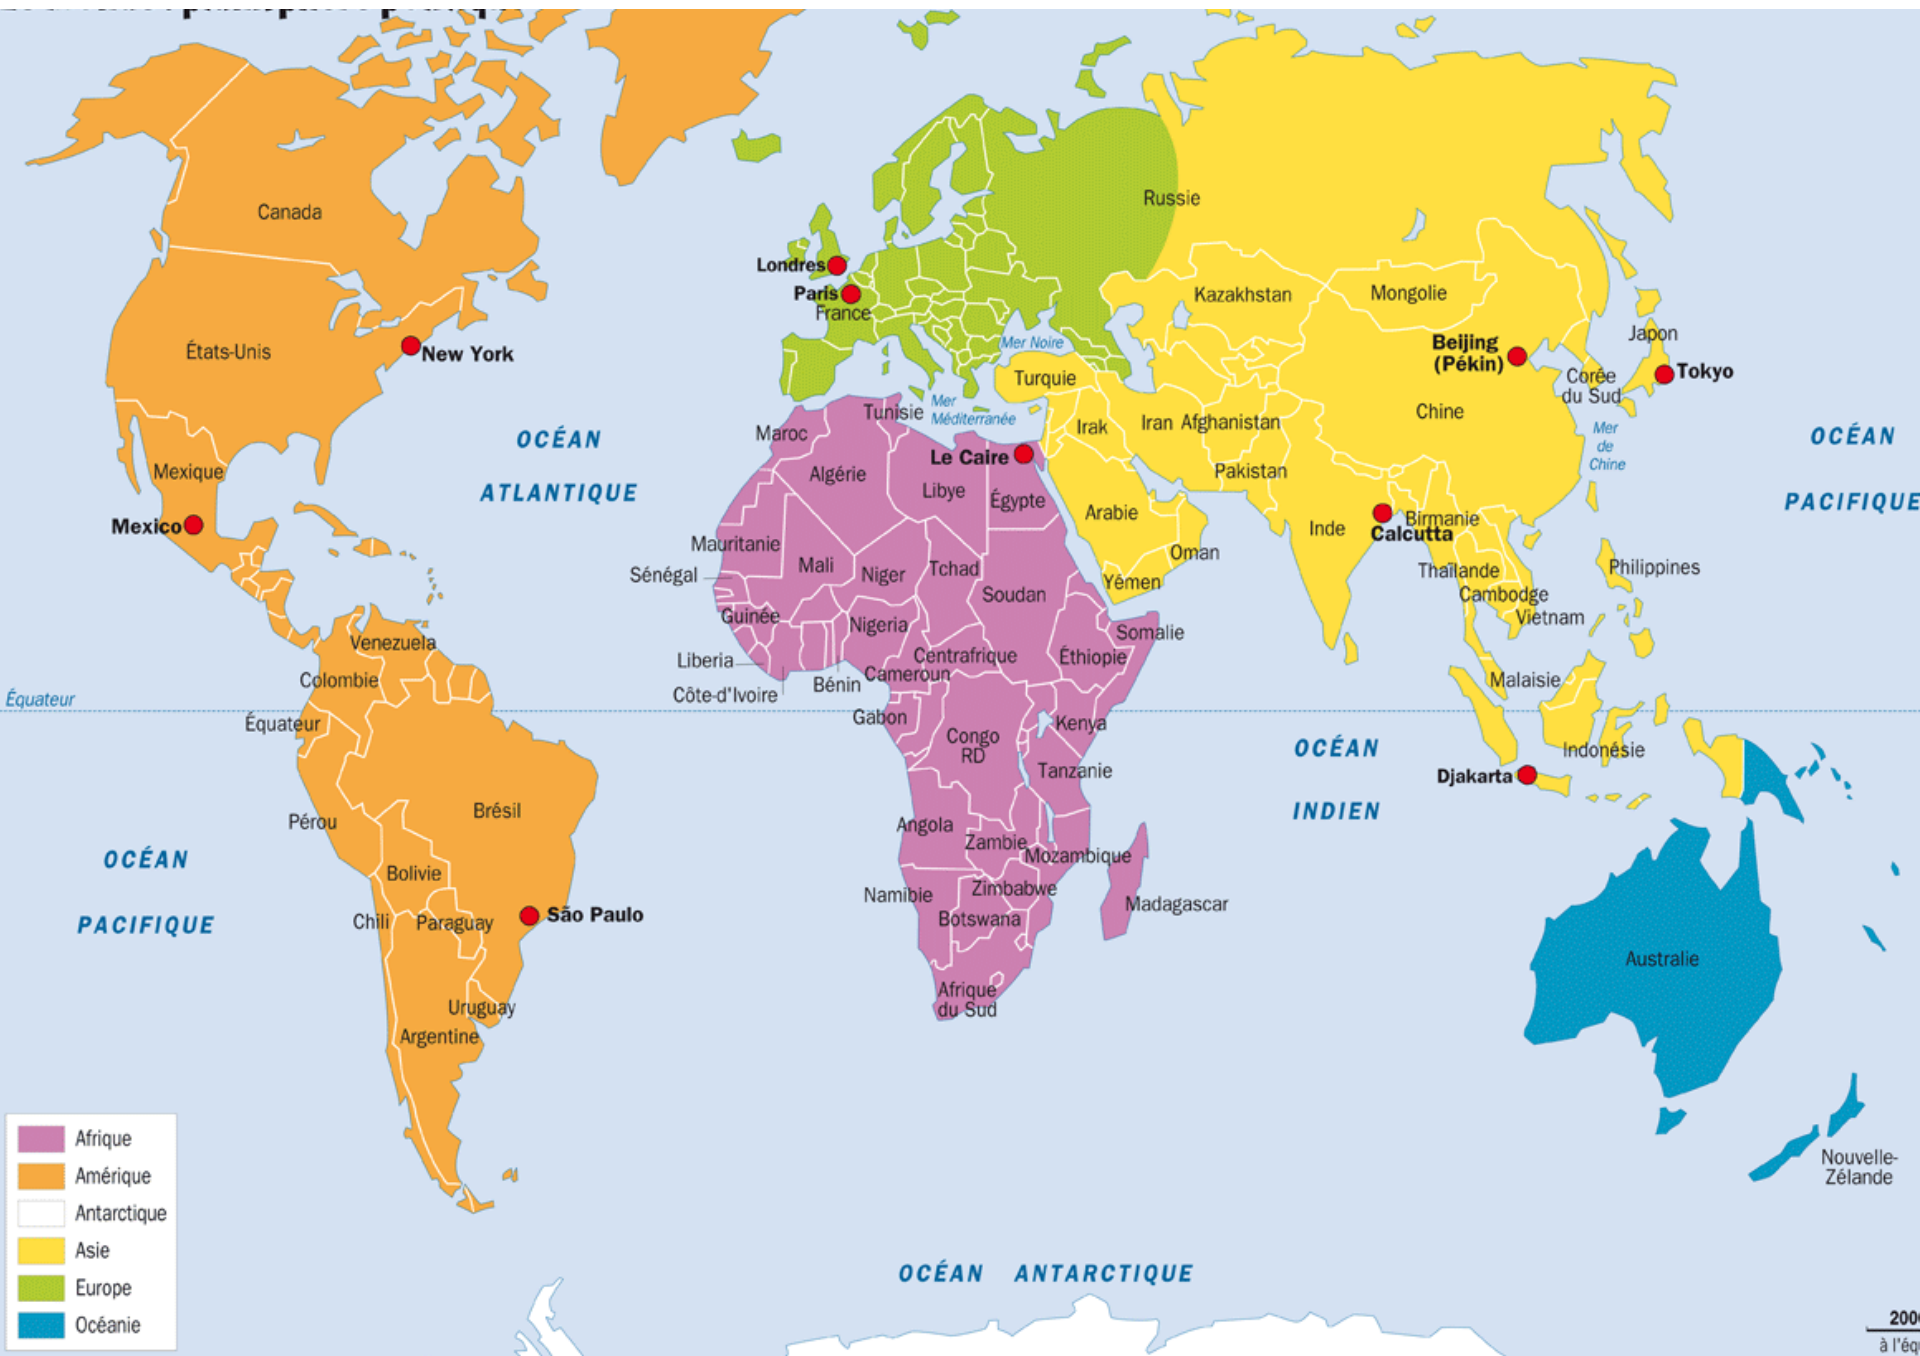 Canada
Russie
Londres
Paris
France
Kazakhstan
Mongolie
États-Unis
New York
Mer Noire
Turquie
Beijing
(Pékin)
Japon
Tokyo
Corée
du Sud
Chine
Mer
Méditerranée
Tunisie
Maroc
Irak
Iran
Afghanistan
Mer
de
Chine
OCÉAN
ATLANTIQUE
OCÉAN
PACIFIQUE
Mexique
Mexico
Algérie
Le Caire
Libye
Égypte
Pakistan
Arabie
Inde
Birmanie
Calcutta
Mauritanie
Mali
Niger
Tchad
Oman
Yémen
Sénégal
Soudan
Thaïlande
Philippines
Cambodge
Vietnam
Guinée
Nigeria
Somalie
Venezuela
Liberia
Centrafrique
Éthiopie
Colombie
Côte-d'Ivoire
Bénin
Cameroun
Malaisie
Équateur
Équateur
Gabon
Kenya
Congo
RD
OCÉAN
INDIEN
Indonésie
Djakarta
Tanzanie
Pérou
Brésil
Angola
Zambie
Mozambique
OCÉAN
PACIFIQUE
Bolivie
Namibie
Zimbabwe
Madagascar
Chili
Paraguay
São Paulo
Botswana
Australie
Afrique
du Sud
Uruguay
Argentine
Nouvelle-
Zélande
Afrique
Amérique
Antarctique
Asie
Europe
Océanie
OCÉAN ANTARCTIQUE
à l'équ